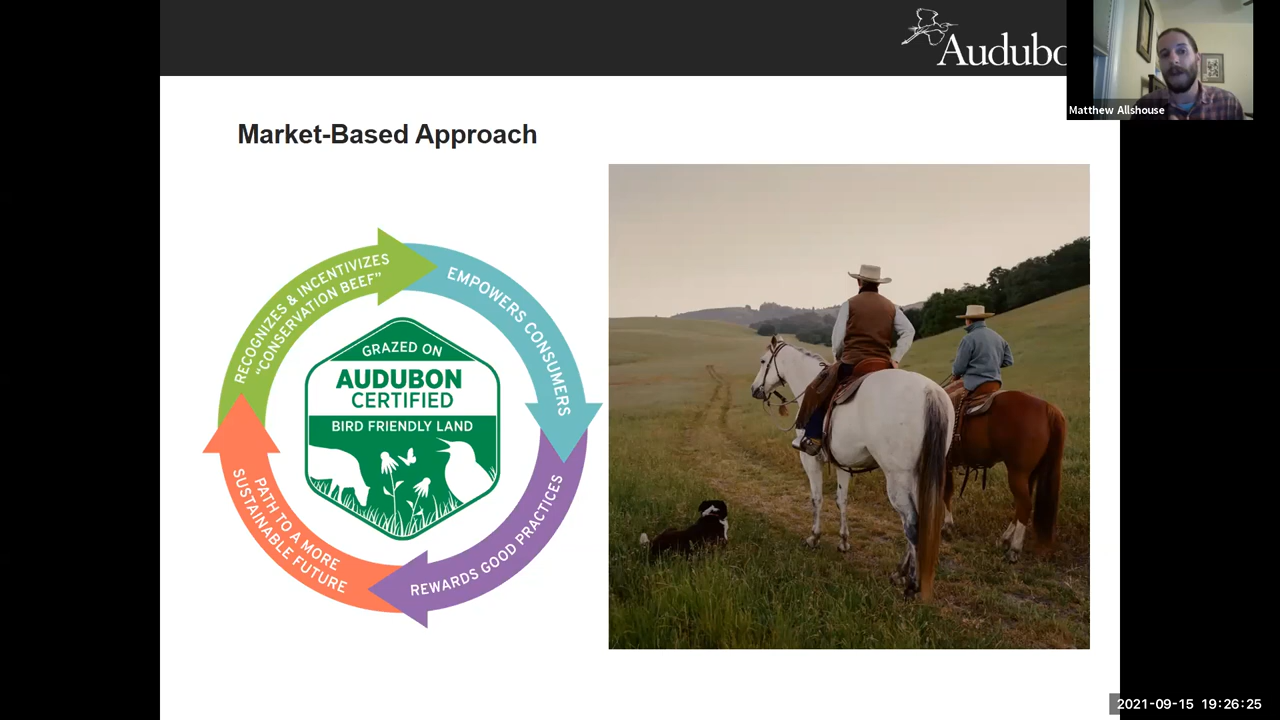 Audubo
Matthew Allshouse
Market-Based Approach
RECOGNIZES & INCENTIVIZES
“CONSERVATION BEEF”
EMPOWERS CONSUMERS
REWARDS GOOD PRACTICES
PATH TO A MORE
SUSTAINABLE FUTURE
GRAZED ON
AUDUBON
CERTIFIED
BIRD FRIENDLY LAND
2021-09-15 19:26:25